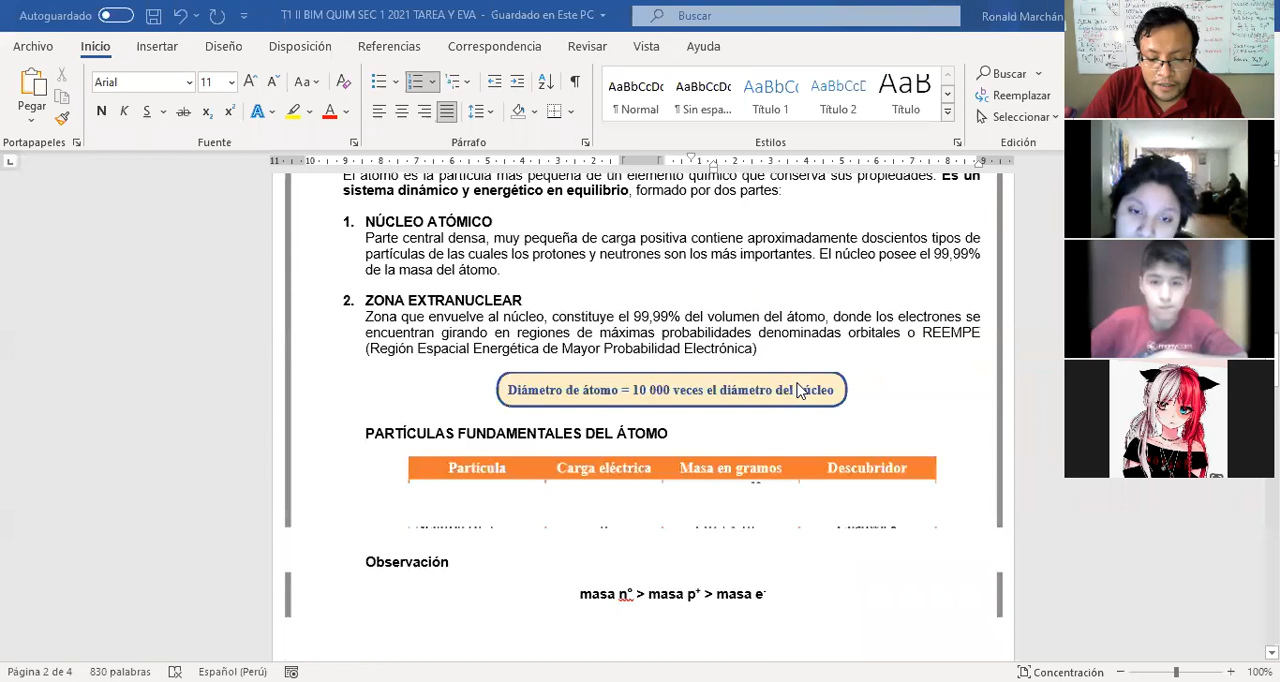 Autoguardado
T1 II BIM QUIM SEC 1 2021 TAREA Y EVA - Guardado en Este PC
Buscar
Ronald Marchán
Archivo Inicio Insertar Diseño Disposición Referencias Correspondencia Revisar Vista Ayuda
Pegar
Arial 11
Aa
N K S ab x₂ x² A A
AaBbCcDc AaBbCcDc AaBbCc AaBbCcD AaB
¶ Normal ¶ Sin espa... Título 1 Título 2 Título
Buscar
Reemplazar
Seleccionar
Portapapeles Fuente Párrafo Estilos Edición
El átomo es la partícula más pequeña de un elemento químico que conserva sus propiedades. Es un
sistema dinámico y energético en equilibrio, formado por dos partes:
1. NÚCLEO ATÓMICO
Parte central densa, muy pequeña de carga positiva contiene aproximadamente doscientos tipos de
partículas de las cuales los protones y neutrones son los más importantes. El núcleo posee el 99,99%
de la masa del átomo.
2. ZONA EXTRANUCLEAR
Zona que envuelve al núcleo, constituye el 99,99% del volumen del átomo, donde los electrones se
encuentran girando en regiones de máximas probabilidades denominadas orbitales o REEMPE
(Región Espacial Energética de Mayor Probabilidad Electrónica)
Diámetro de átomo = 10 000 veces el diámetro del núcleo
PARTÍCULAS FUNDAMENTALES DEL ÁTOMO
Partícula Carga eléctrica Masa en gramos Descubridor
Observación
masa n° > masa p⁺ > masa e⁻
Página 2 de 4 830 palabras Español (Perú) Concentración 100%